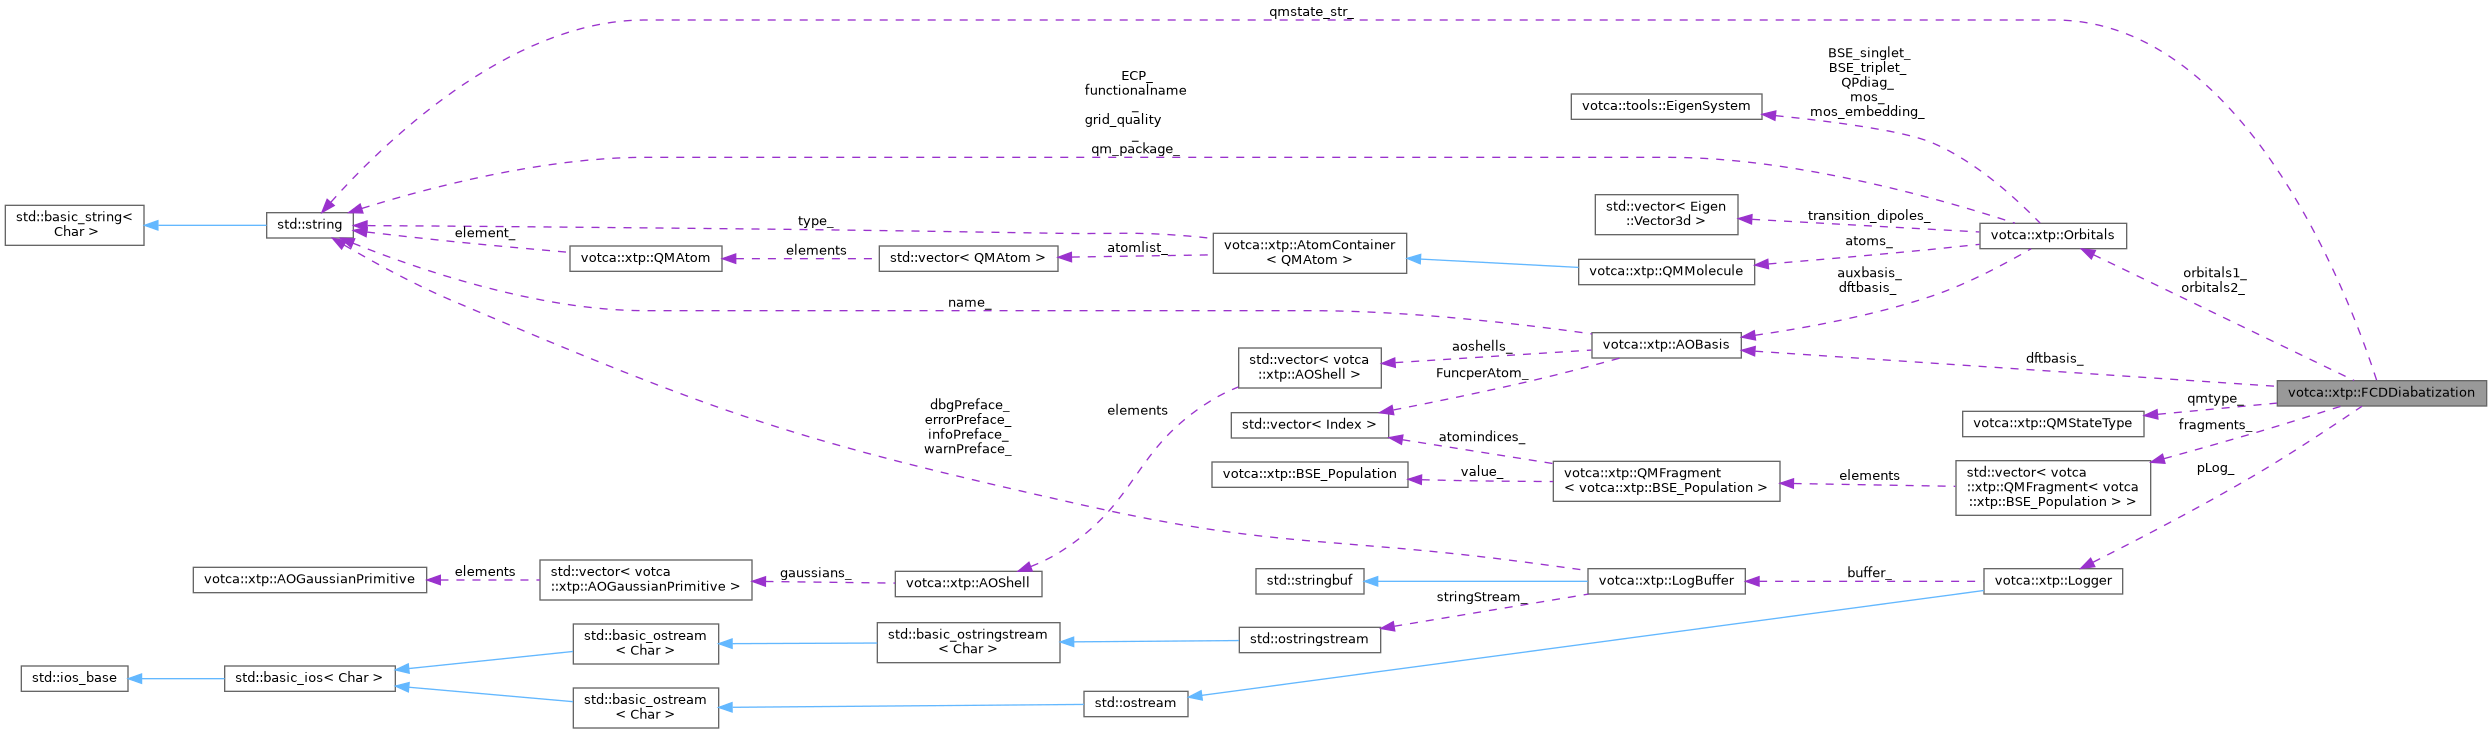 qmstate_str_
BSE_singlet_
BSE_triplet_
QPdiag_
mos_
mos_embedding_
ECP_
functionalname
_
grid_quality
_
qm_package_
votca::tools::EigenSystem
std::basic_string<
Char >
std::string
type_
element_
votca::xtp::QMAtom
elements
std::vector< QMAtom >
atomlist_
votca::xtp::AtomContainer
< QMAtom >
std::vector< Eigen
::Vector3d >
transition_dipoles_
votca::xtp::Orbitals
atoms_
votca::xtp::QMMolecule
auxbasis_
dftbasis_
orbitals1_
orbitals2_
name_
votca::xtp::AOBasis
aoshells_
std::vector< votca
::xtp::AOShell >
FuncperAtom_
dftbasis_
votca::xtp::FCDDiabatization
qmtype_
votca::xtp::QMStateType
fragments_
elements
std::vector< Index >
atomindices_
dbgPreface_
errorPreface_
infoPreface_
warnPreface_
votca::xtp::BSE_Population
value_
votca::xtp::QMFragment
< votca::xtp::BSE_Population >
elements
std::vector< votca
::xtp::QMFragment< votca
::xtp::BSE_Population > >
pLog_
votca::xtp::AOGaussianPrimitive
elements
std::vector< votca
::xtp::AOGaussianPrimitive >
gaussians_
votca::xtp::AOShell
std::stringbuf
votca::xtp::LogBuffer
buffer_
votca::xtp::Logger
stringStream_
std::basic_ostream
< Char >
std::basic_ostringstream
< Char >
std::ostringstream
std::ios_base
std::basic_ios< Char >
std::basic_ostream
< Char >
std::ostream